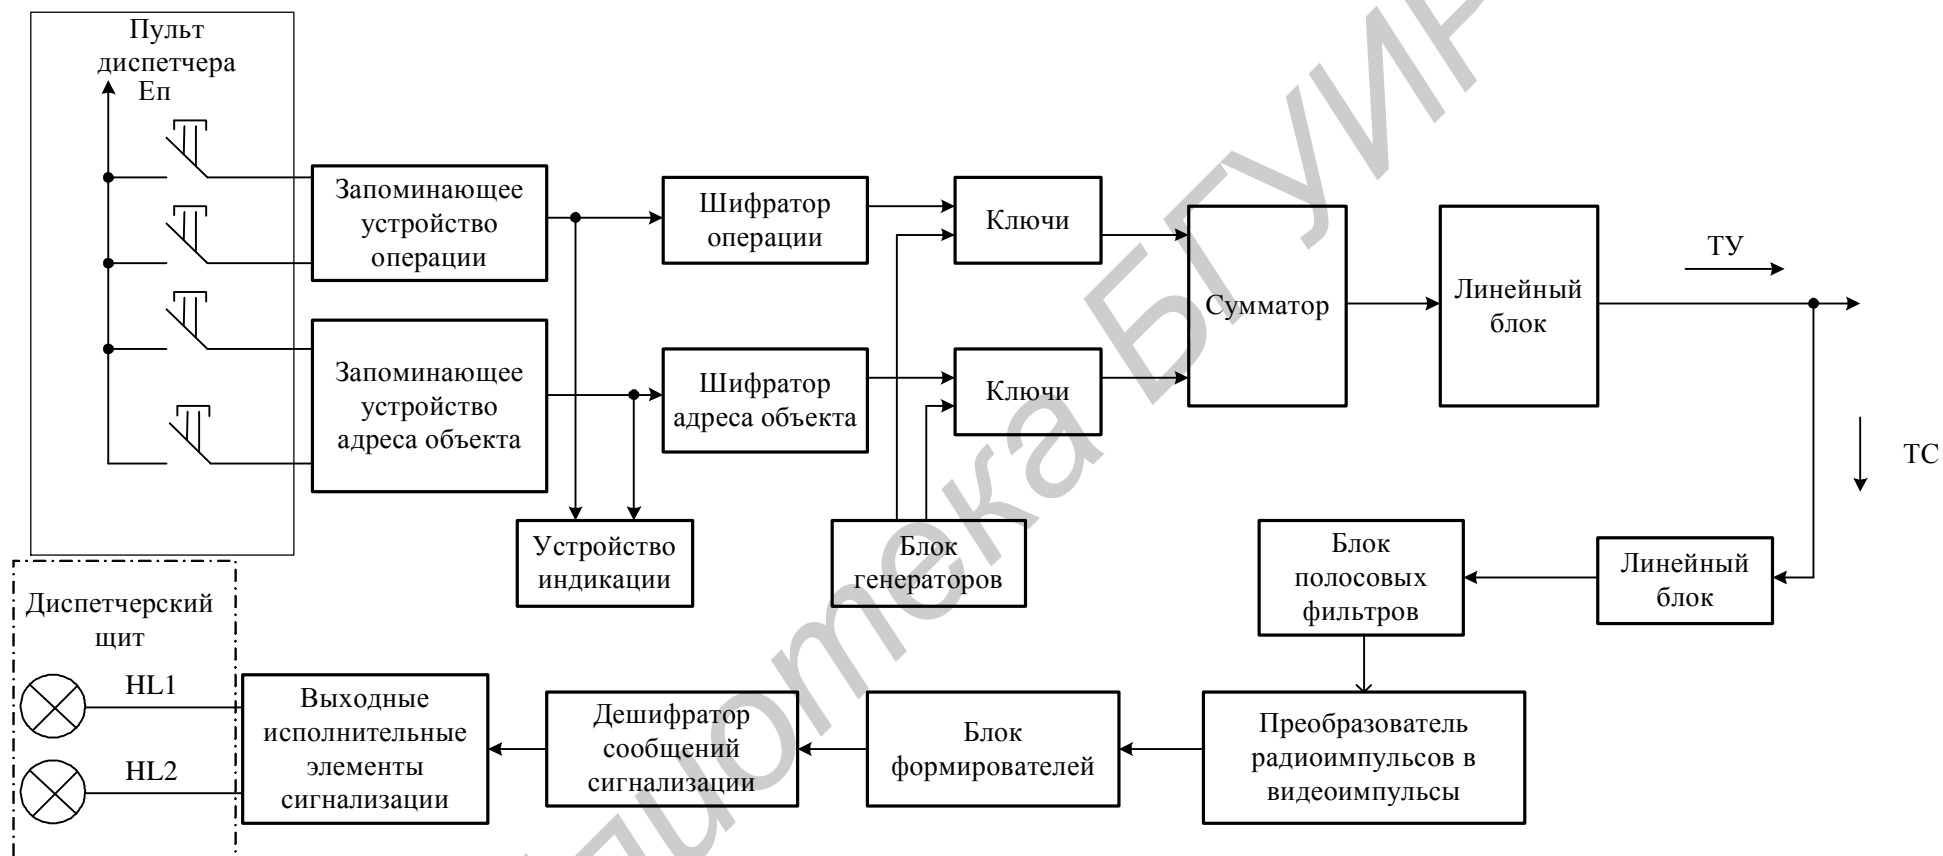 Пульт
диспетчера
Еп
Запоминающее
устройство
операции
Шифратор
операции
Ключи
Сумматор
Линейный
блок
ТУ
Запоминающее
устройство
адреса объекта
Шифратор
адреса объекта
Ключи
ТС
Устройство
индикации
Блок
генераторов
Блок
полосовых
фильтров
Линейный
блок
Диспетчерский
щит
HL1
HL2
Выходные
исполнительные
элементы
сигнализации
Дешифратор
сообщений
сигнализации
Блок
формирователей
Преобразователь
радиоимпульсов в
видеоимпульсы
БГУИР